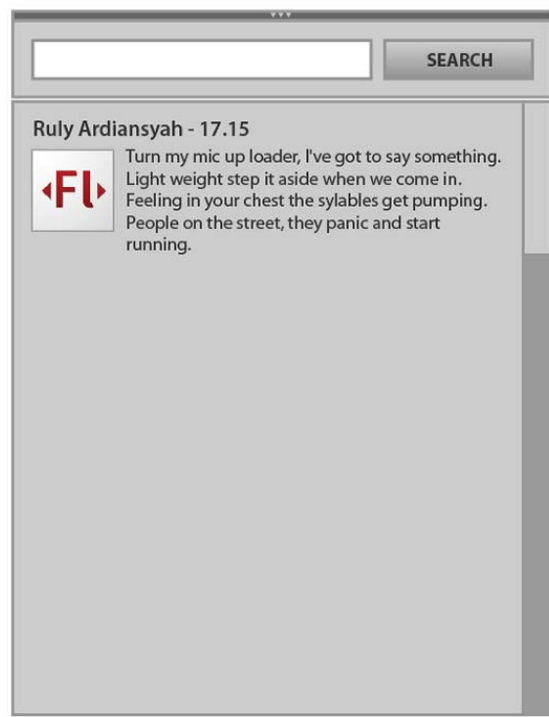 SEARCH
Ruly Ardiansyah - 17.15
Fl
Turn my mic up loader, I've got to say something.
Light weight step it aside when we come in.
Feeling in your chest the sylables get pumping.
People on the street, they panic and start
running.